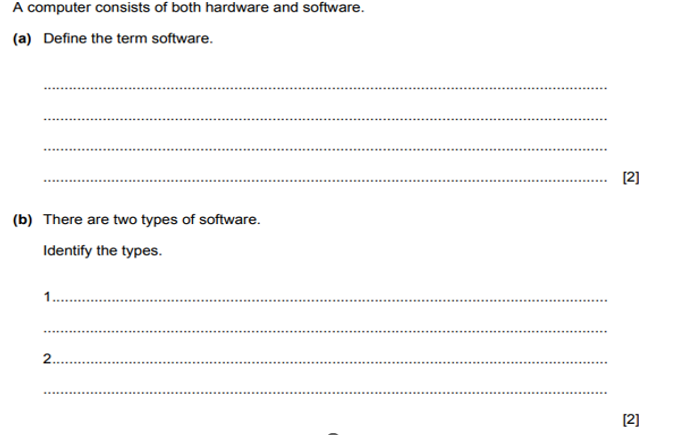 A computer consists of both hardware and software.
(a) Define the term software.
................................................................................................................................
................................................................................................................................
................................................................................................................................
................................................................................................................................ [2]
(b) There are two types of software.
Identify the types.
1..............................................................................................................................
................................................................................................................................
2..............................................................................................................................
................................................................................................................................
[2]